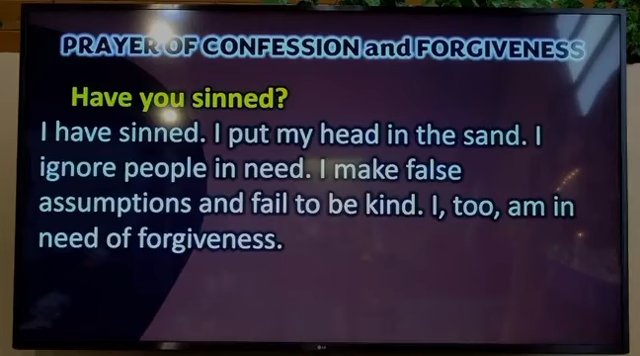 PRAYER OF CONFESSION and FORGIVENESS
Have you sinned?
I have sinned. I put my head in the sand. I
ignore people in need. I make false
assumptions and fail to be kind. I, too, am in
need of forgiveness.
LG